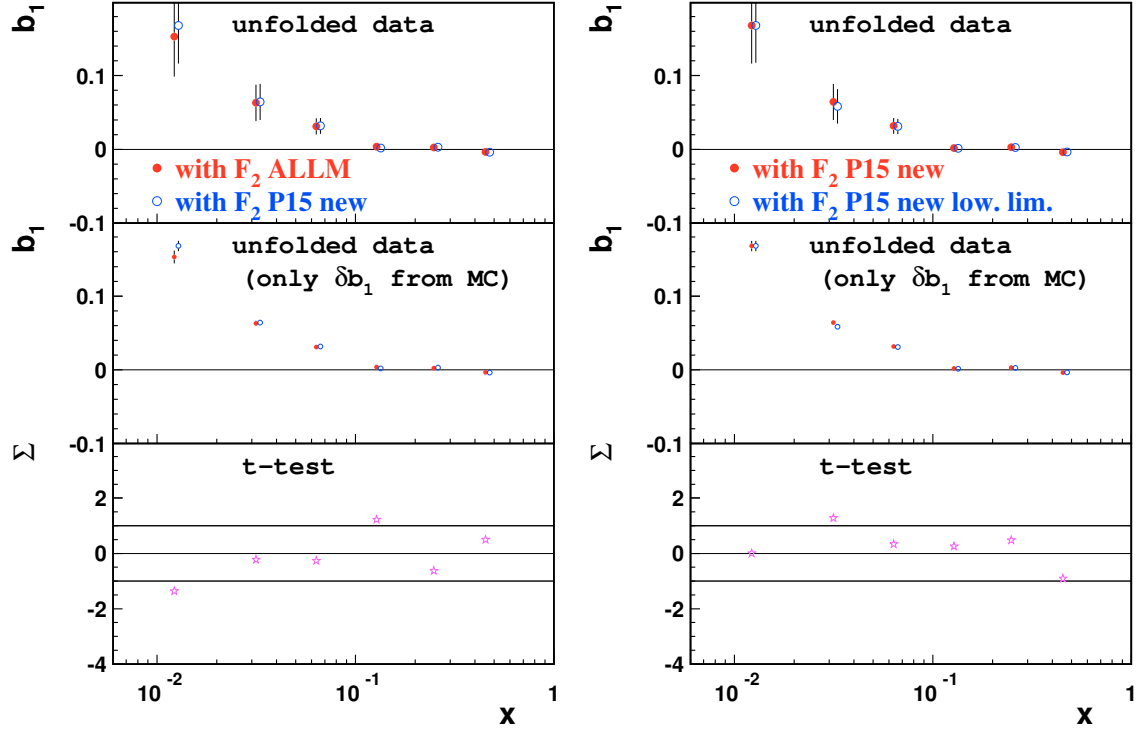 b1
unfolded data
0.1
0
with F2 ALLM
with F2 P15 new
-0.1
b1
unfolded data
(only δb1 from MC)
0.1
0
-0.1
Σ
t-test
2
0
-2
-4
10-2
10-1
1
x
b1
unfolded data
0.1
0
with F2 P15 new
with F2 P15 new low. lim.
-0.1
b1
unfolded data
(only δb1 from MC)
0.1
0
-0.1
Σ
t-test
2
0
-2
-4
10-2
10-1
1
x